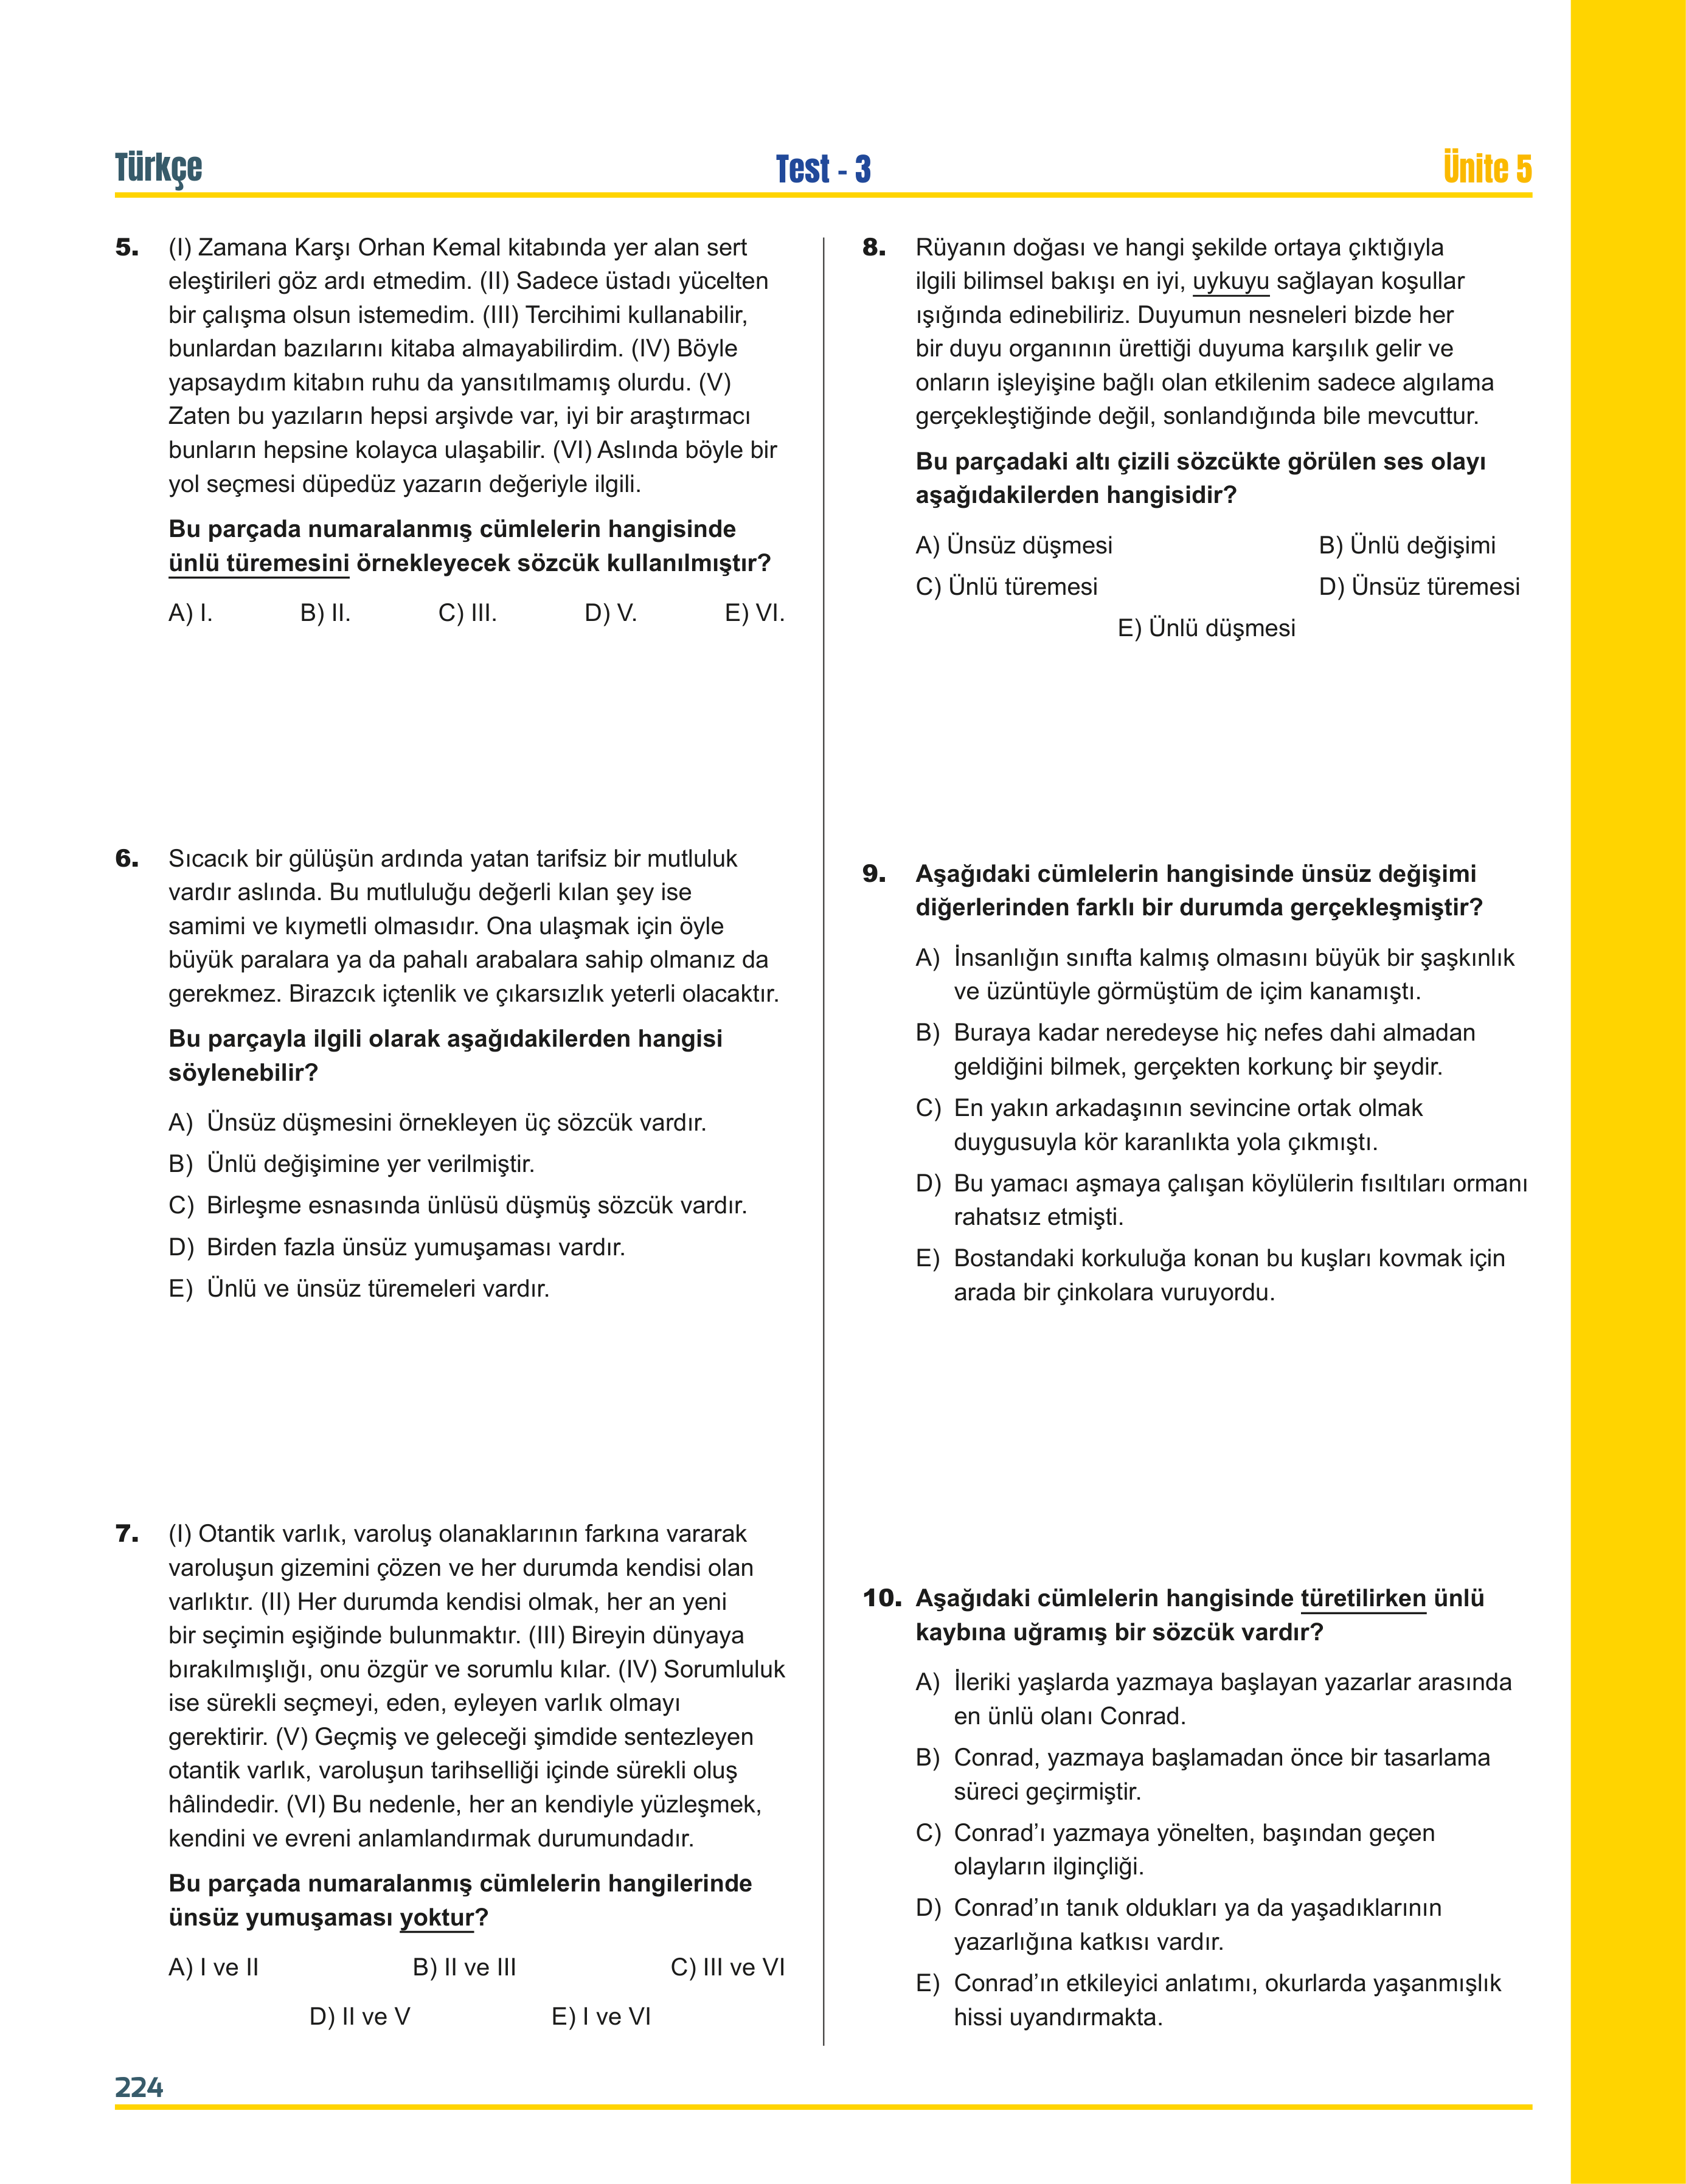 Türkçe
Test - 3
Ünite 5
5. (I) Zamana Karşı Orhan Kemal kitabında yer alan sert
eleştirileri göz ardı etmedim. (II) Sadece üstadı yücelten
bir çalışma olsun istemedim. (III) Tercihimi kullanabilir,
bunlardan bazılarını kitaba almayabilirdim. (IV) Böyle
yapsaydım kitabın ruhu da yansıtılmamış olurdu. (V)
Zaten bu yazıların hepsi arşivde var, iyi bir araştırmacı
bunların hepsine kolayca ulaşabilir. (VI) Aslında böyle bir
yol seçmesi düpedüz yazarın değeriyle ilgili.
Bu parçada numaralanmış cümlelerin hangisinde
ünlü türemesini örnekleyecek sözcük kullanılmıştır?
A) I. B) II. C) III. D) V. E) VI.
6. Sıcacık bir gülüşün ardında yatan tarifsiz bir mutluluk
vardır aslında. Bu mutluluğu değerli kılan şey ise
samimi ve kıymetli olmasıdır. Ona ulaşmak için öyle
büyük paralara ya da pahalı arabalara sahip olmanız da
gerekmez. Birazcık içtenlik ve çıkarsızlık yeterli olacaktır.
Bu parçayla ilgili olarak aşağıdakilerden hangisi
söylenebilir?
A) Ünsüz düşmesini örnekleyen üç sözcük vardır.
B) Ünlü değişimine yer verilmiştir.
C) Birleşme esnasında ünlüsü düşmüş sözcük vardır.
D) Birden fazla ünsüz yumuşaması vardır.
E) Ünlü ve ünsüz türemeleri vardır.
7. (I) Otantik varlık, varoluş olanaklarının farkına vararak
varoluşun gizemini çözen ve her durumda kendisi olan
varlıktır. (II) Her durumda kendisi olmak, her an yeni
bir seçimin eşiğinde bulunmaktır. (III) Bireyin dünyaya
bırakılmışlığı, onu özgür ve sorumlu kılar. (IV) Sorumluluk
ise sürekli seçmeyi, eden, eyleyen varlık olmayı
gerektirir. (V) Geçmiş ve geleceği şimdide sentezleyen
otantik varlık, varoluşun tarihselliği içinde sürekli oluş
hâlindedir. (VI) Bu nedenle, her an kendiyle yüzleşmek,
kendini ve evreni anlamlandırmak durumundadır.
Bu parçada numaralanmış cümlelerin hangilerinde
ünsüz yumuşaması yoktur?
A) I ve II B) II ve III C) III ve VI
D) II ve V E) I ve VI
8. Rüyanın doğası ve hangi şekilde ortaya çıktığıyla
ilgili bilimsel bakışı en iyi, uykuyu sağlayan koşullar
ışığında edinebiliriz. Duyumun nesneleri bizde her
bir duyu organının ürettiği duyuma karşılık gelir ve
onların işleyişine bağlı olan etkilenim sadece algılama
gerçekleştiğinde değil, sonlandığında bile mevcuttur.
Bu parçadaki altı çizili sözcükte görülen ses olayı
aşağıdakilerden hangisidir?
A) Ünsüz düşmesi B) Ünlü değişimi
C) Ünlü türemesi D) Ünsüz türemesi
E) Ünlü düşmesi
9. Aşağıdaki cümlelerin hangisinde ünsüz değişimi
diğerlerinden farklı bir durumda gerçekleşmiştir?
A) İnsanlığın sınıfta kalmış olmasını büyük bir şaşkınlık
ve üzüntüyle görmüştüm de içim kanamıştı.
B) Buraya kadar neredeyse hiç nefes dahi almadan
geldiğini bilmek, gerçekten korkunç bir şeydir.
C) En yakın arkadaşının sevincine ortak olmak
duygusuyla kör karanlıkta yola çıkmıştı.
D) Bu yamacı aşmaya çalışan köylülerin fısıltıları ormanı
rahatsız etmişti.
E) Bostandaki korkuluğa konan bu kuşları kovmak için
arada bir çinkolara vuruyordu.
10. Aşağıdaki cümlelerin hangisinde türetilirken ünlü
kaybına uğramış bir sözcük vardır?
A) İleriki yaşlarda yazmaya başlayan yazarlar arasında
en ünlü olanı Conrad.
B) Conrad, yazmaya başlamadan önce bir tasarlama
süreci geçirmiştir.
C) Conrad’ı yazmaya yönelten, başından geçen
olayların ilginçliği.
D) Conrad’ın tanık oldukları ya da yaşadıklarının
yazarlığına katkısı vardır.
E) Conrad’ın etkileyici anlatımı, okurlarda yaşanmışlık
hissi uyandırmakta.
224